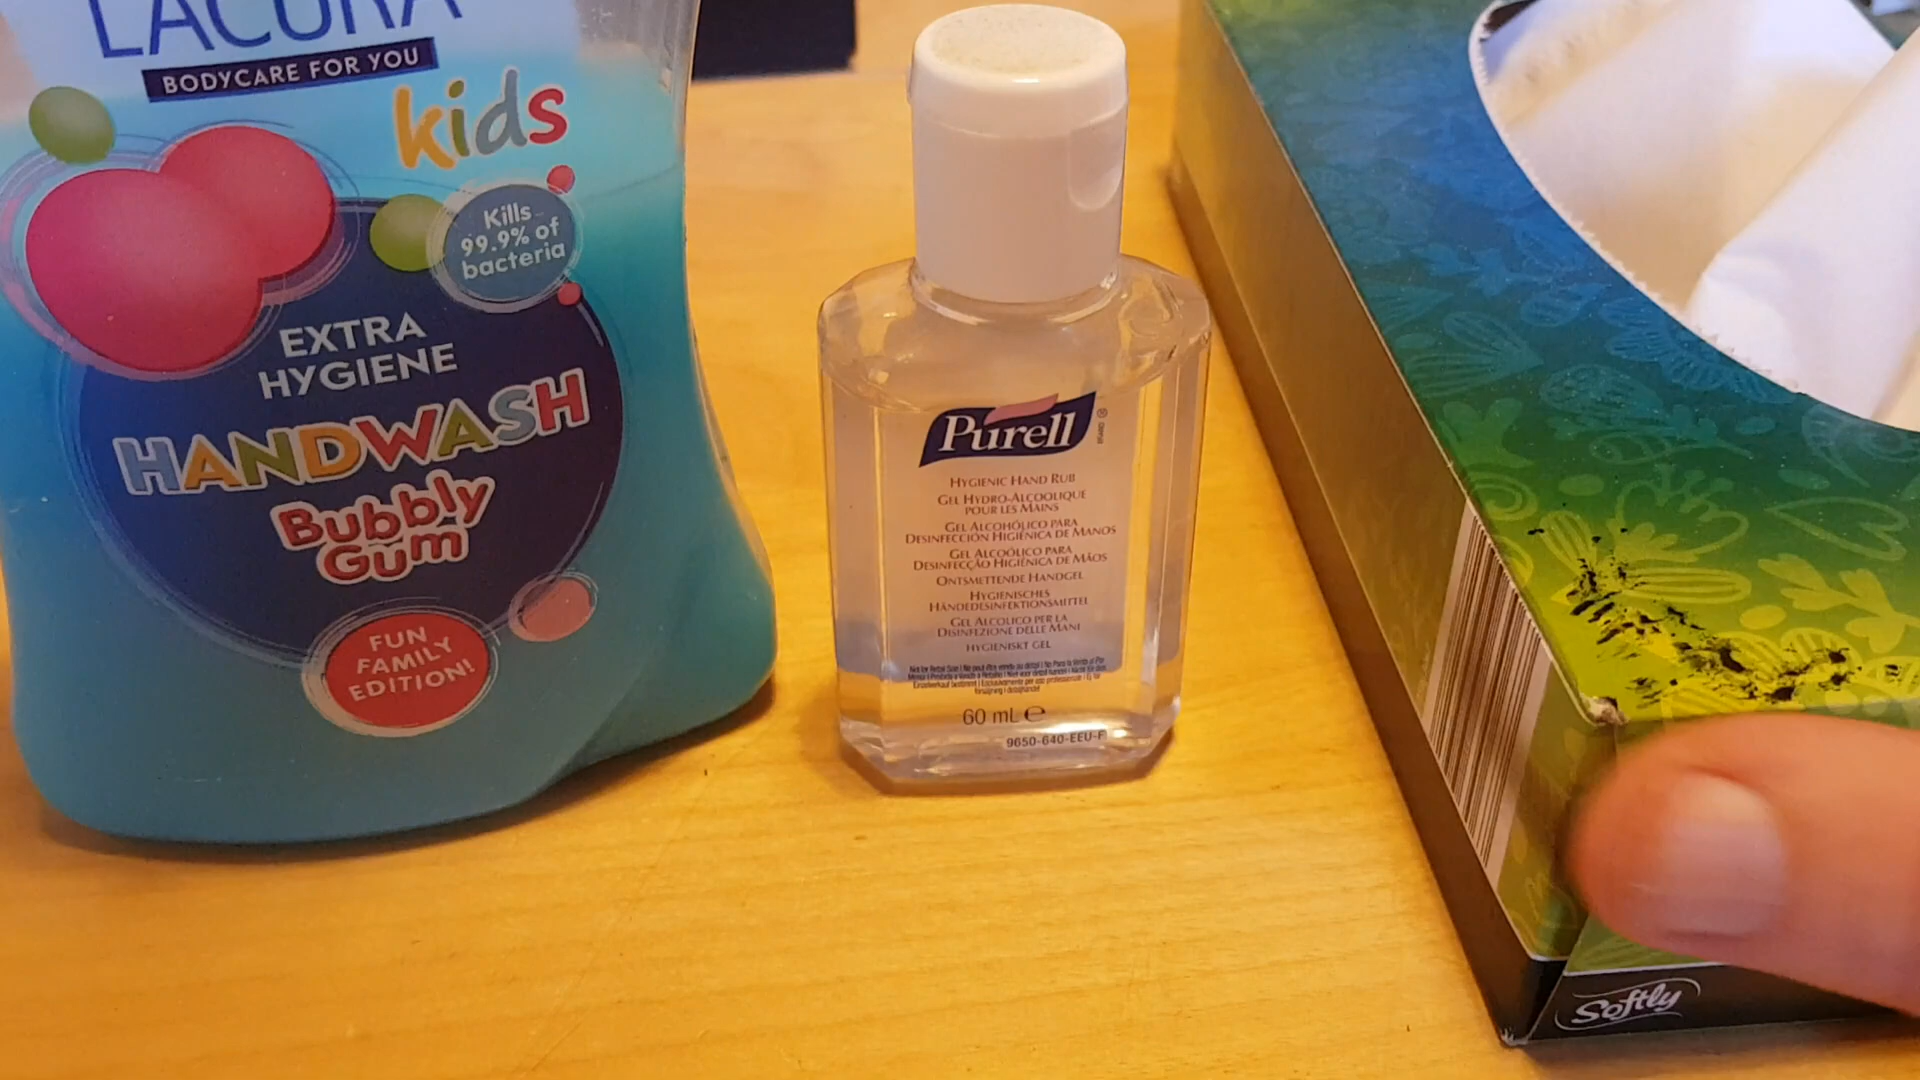 LACURA
BODYCARE FOR YOU
kids
Kills
99.9% of
bacteria
EXTRA
HYGIENE
HANDWASH
Bubbly
Gum
FUN
FAMILY
EDITION!
Purell
HYGIENIC HAND RUB
GEL HYDRO-ALCOOLIQUE
POUR LES MAINS
GEL ALCOHÓLICO PARA
DESINFECCIÓN HIGIÉNICA DE MANOS
GEL ALCOÓLICO PARA
DESINFECÇÃO HIGIÉNICA DE MÃOS
ONTSMETTENDE HANDGEL
HYGIENISCHES
HÄNDEDESINFEKTIONSMITTEL
GEL ALCOLICO PER LA
DISINFEZIONE DELLE MANI
HYGIENISKT GEL
60 mL e
9650-640-EEU-F
Softly